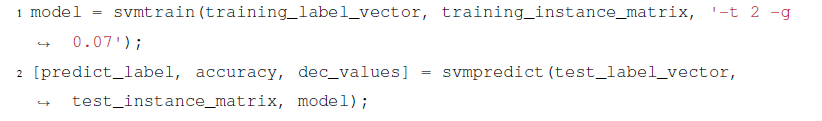 1 model = svmtrain(training_label_vector, training_instance_matrix, '-t 2 -g
↪ 0.07');
2 [predict_label, accuracy, dec_values] = svmpredict(test_label_vector,
↪ test_instance_matrix, model);